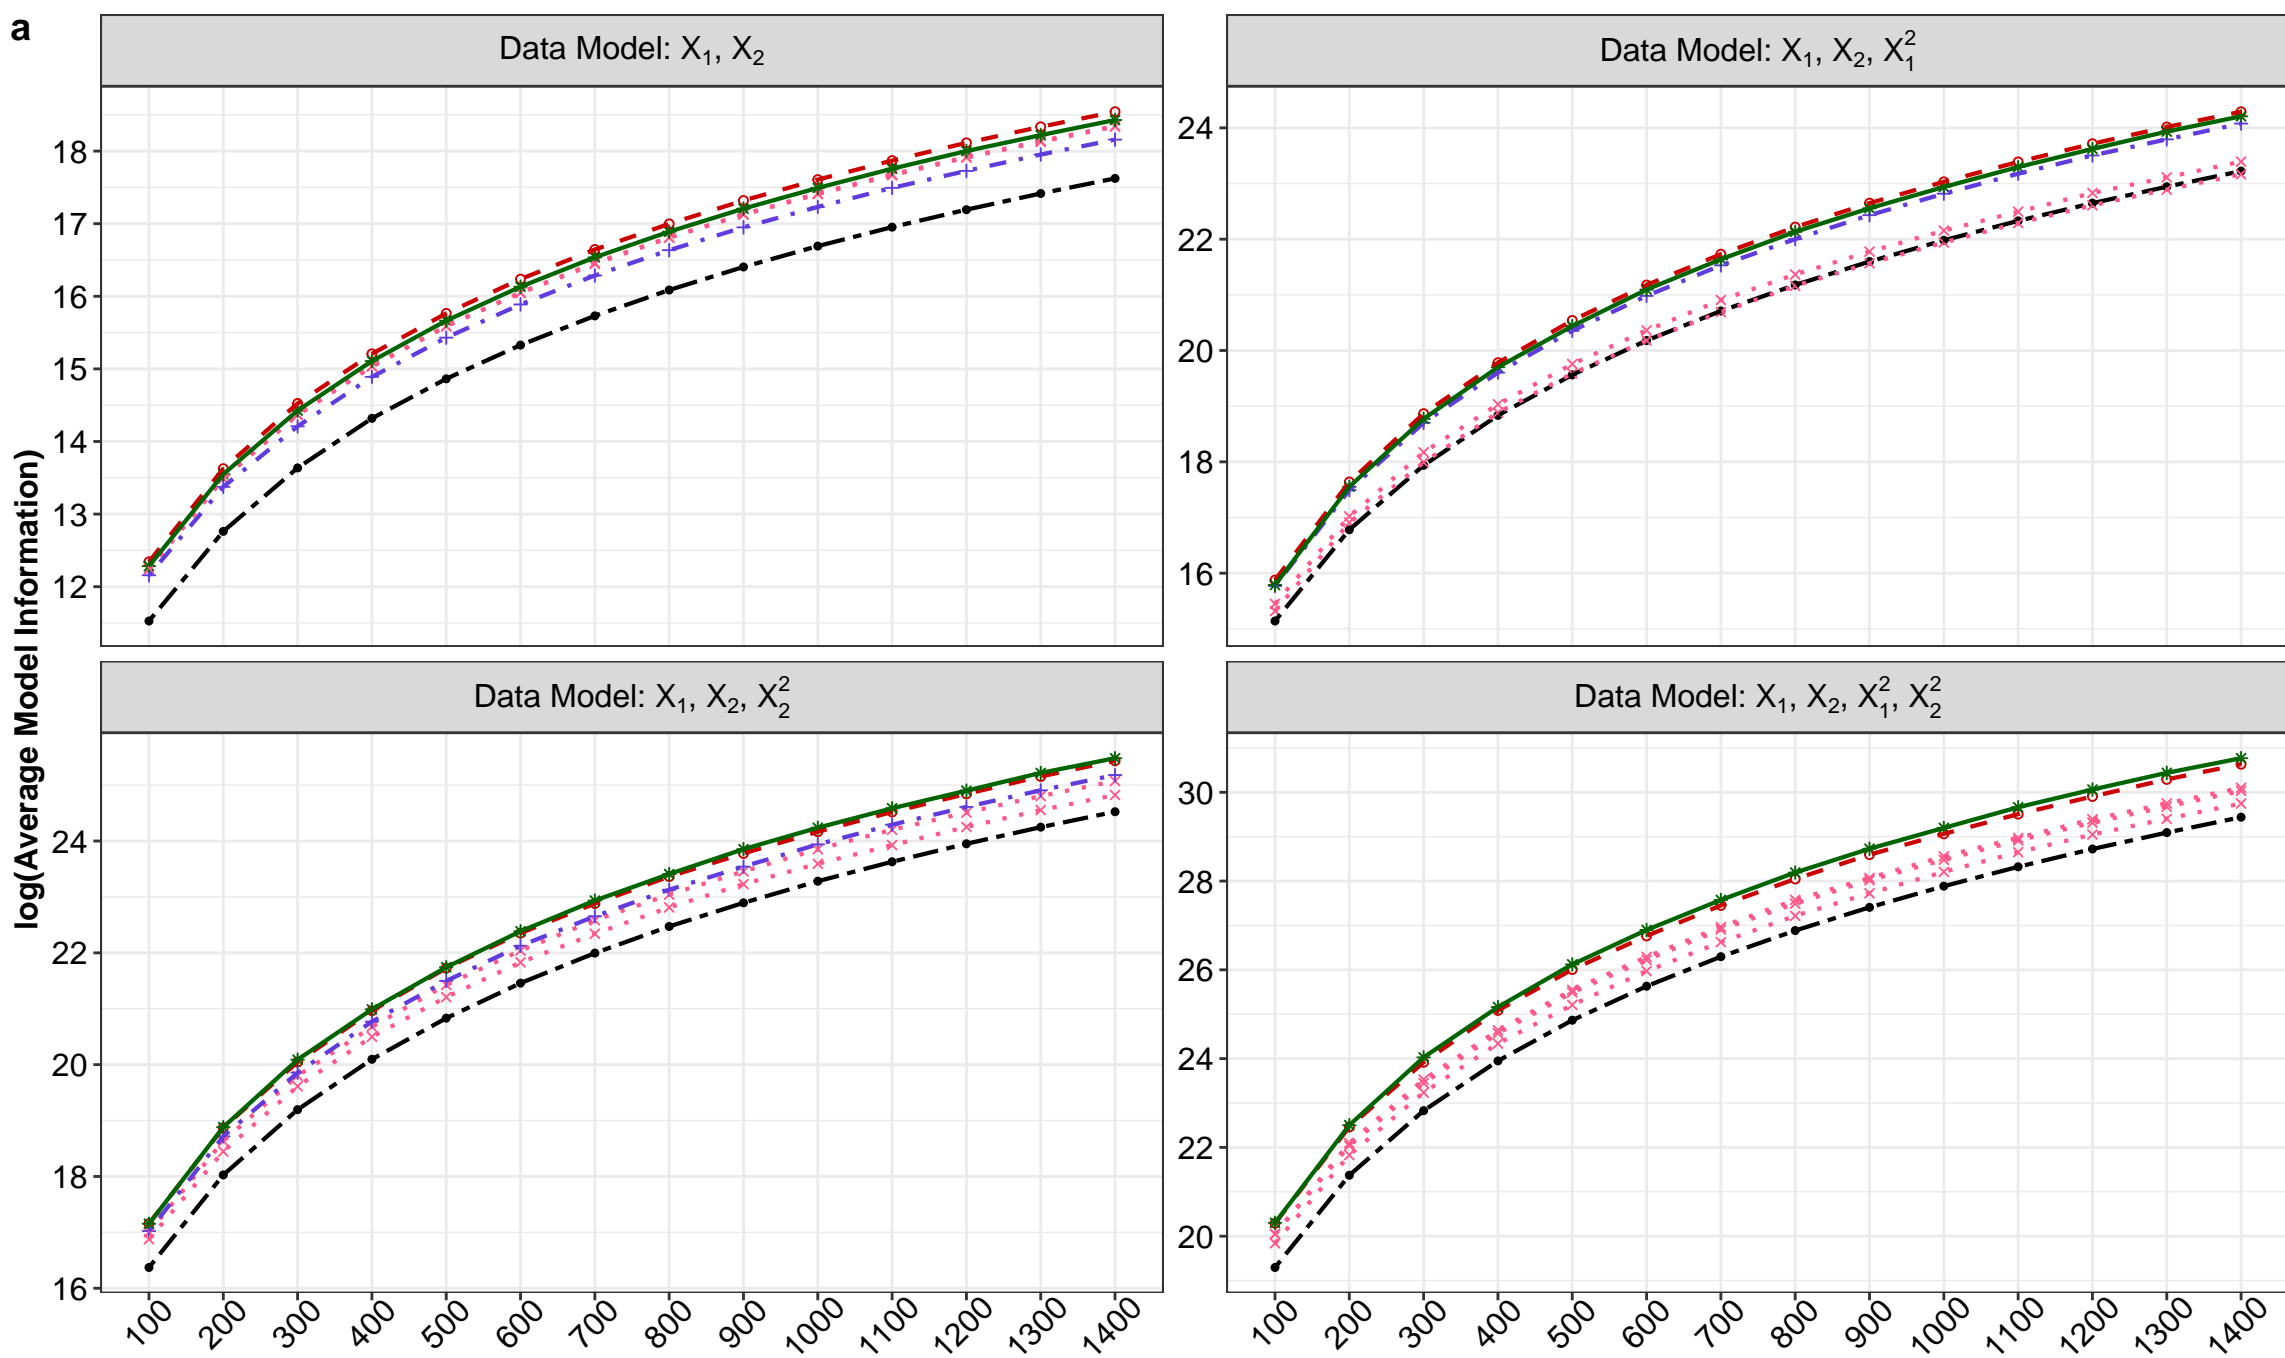 a
Data Model: X₁, X₂
Data Model: X₁, X₂, X₁²
log(Average Model Information)
18
17
16
15
14
13
12
24
22
20
18
16
Data Model: X₁, X₂, X₂²
Data Model: X₁, X₂, X₁², X₂²
24
22
20
18
16
30
28
26
24
22
20
100 200 300 400 500 600 700 800 900 1000 1100 1200 1300 1400
100 200 300 400 500 600 700 800 900 1000 1100 1200 1300 1400